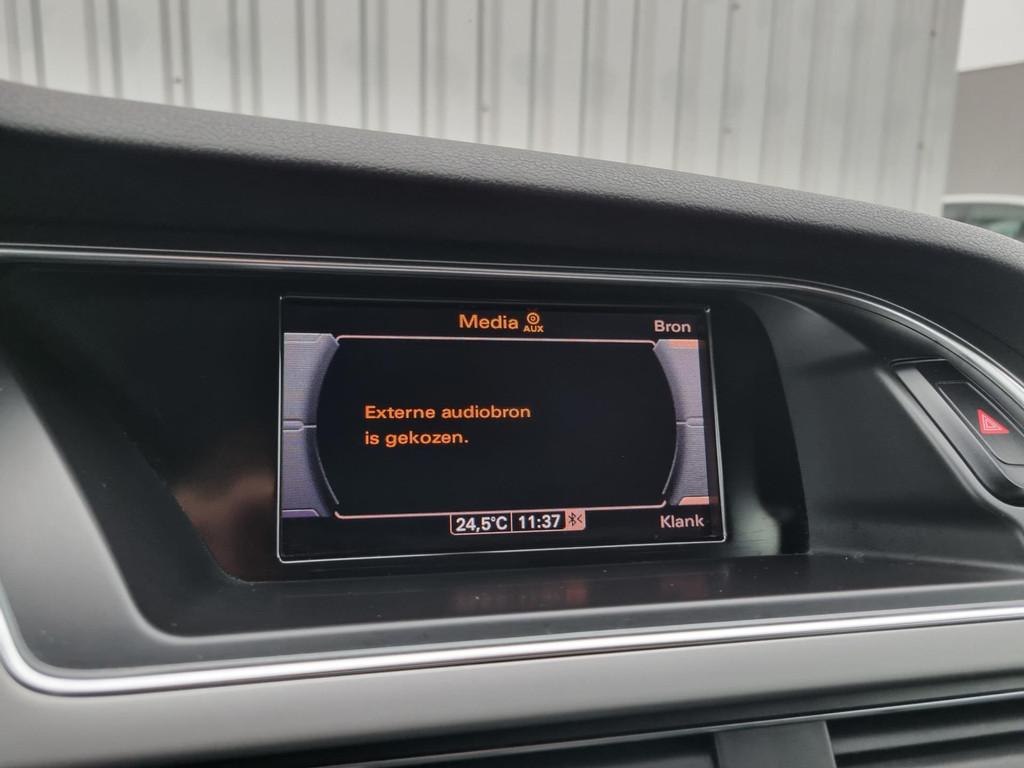 Media AUX
Bron
Externe audiobron
is gekozen.
24,5°C 11:37
Klank